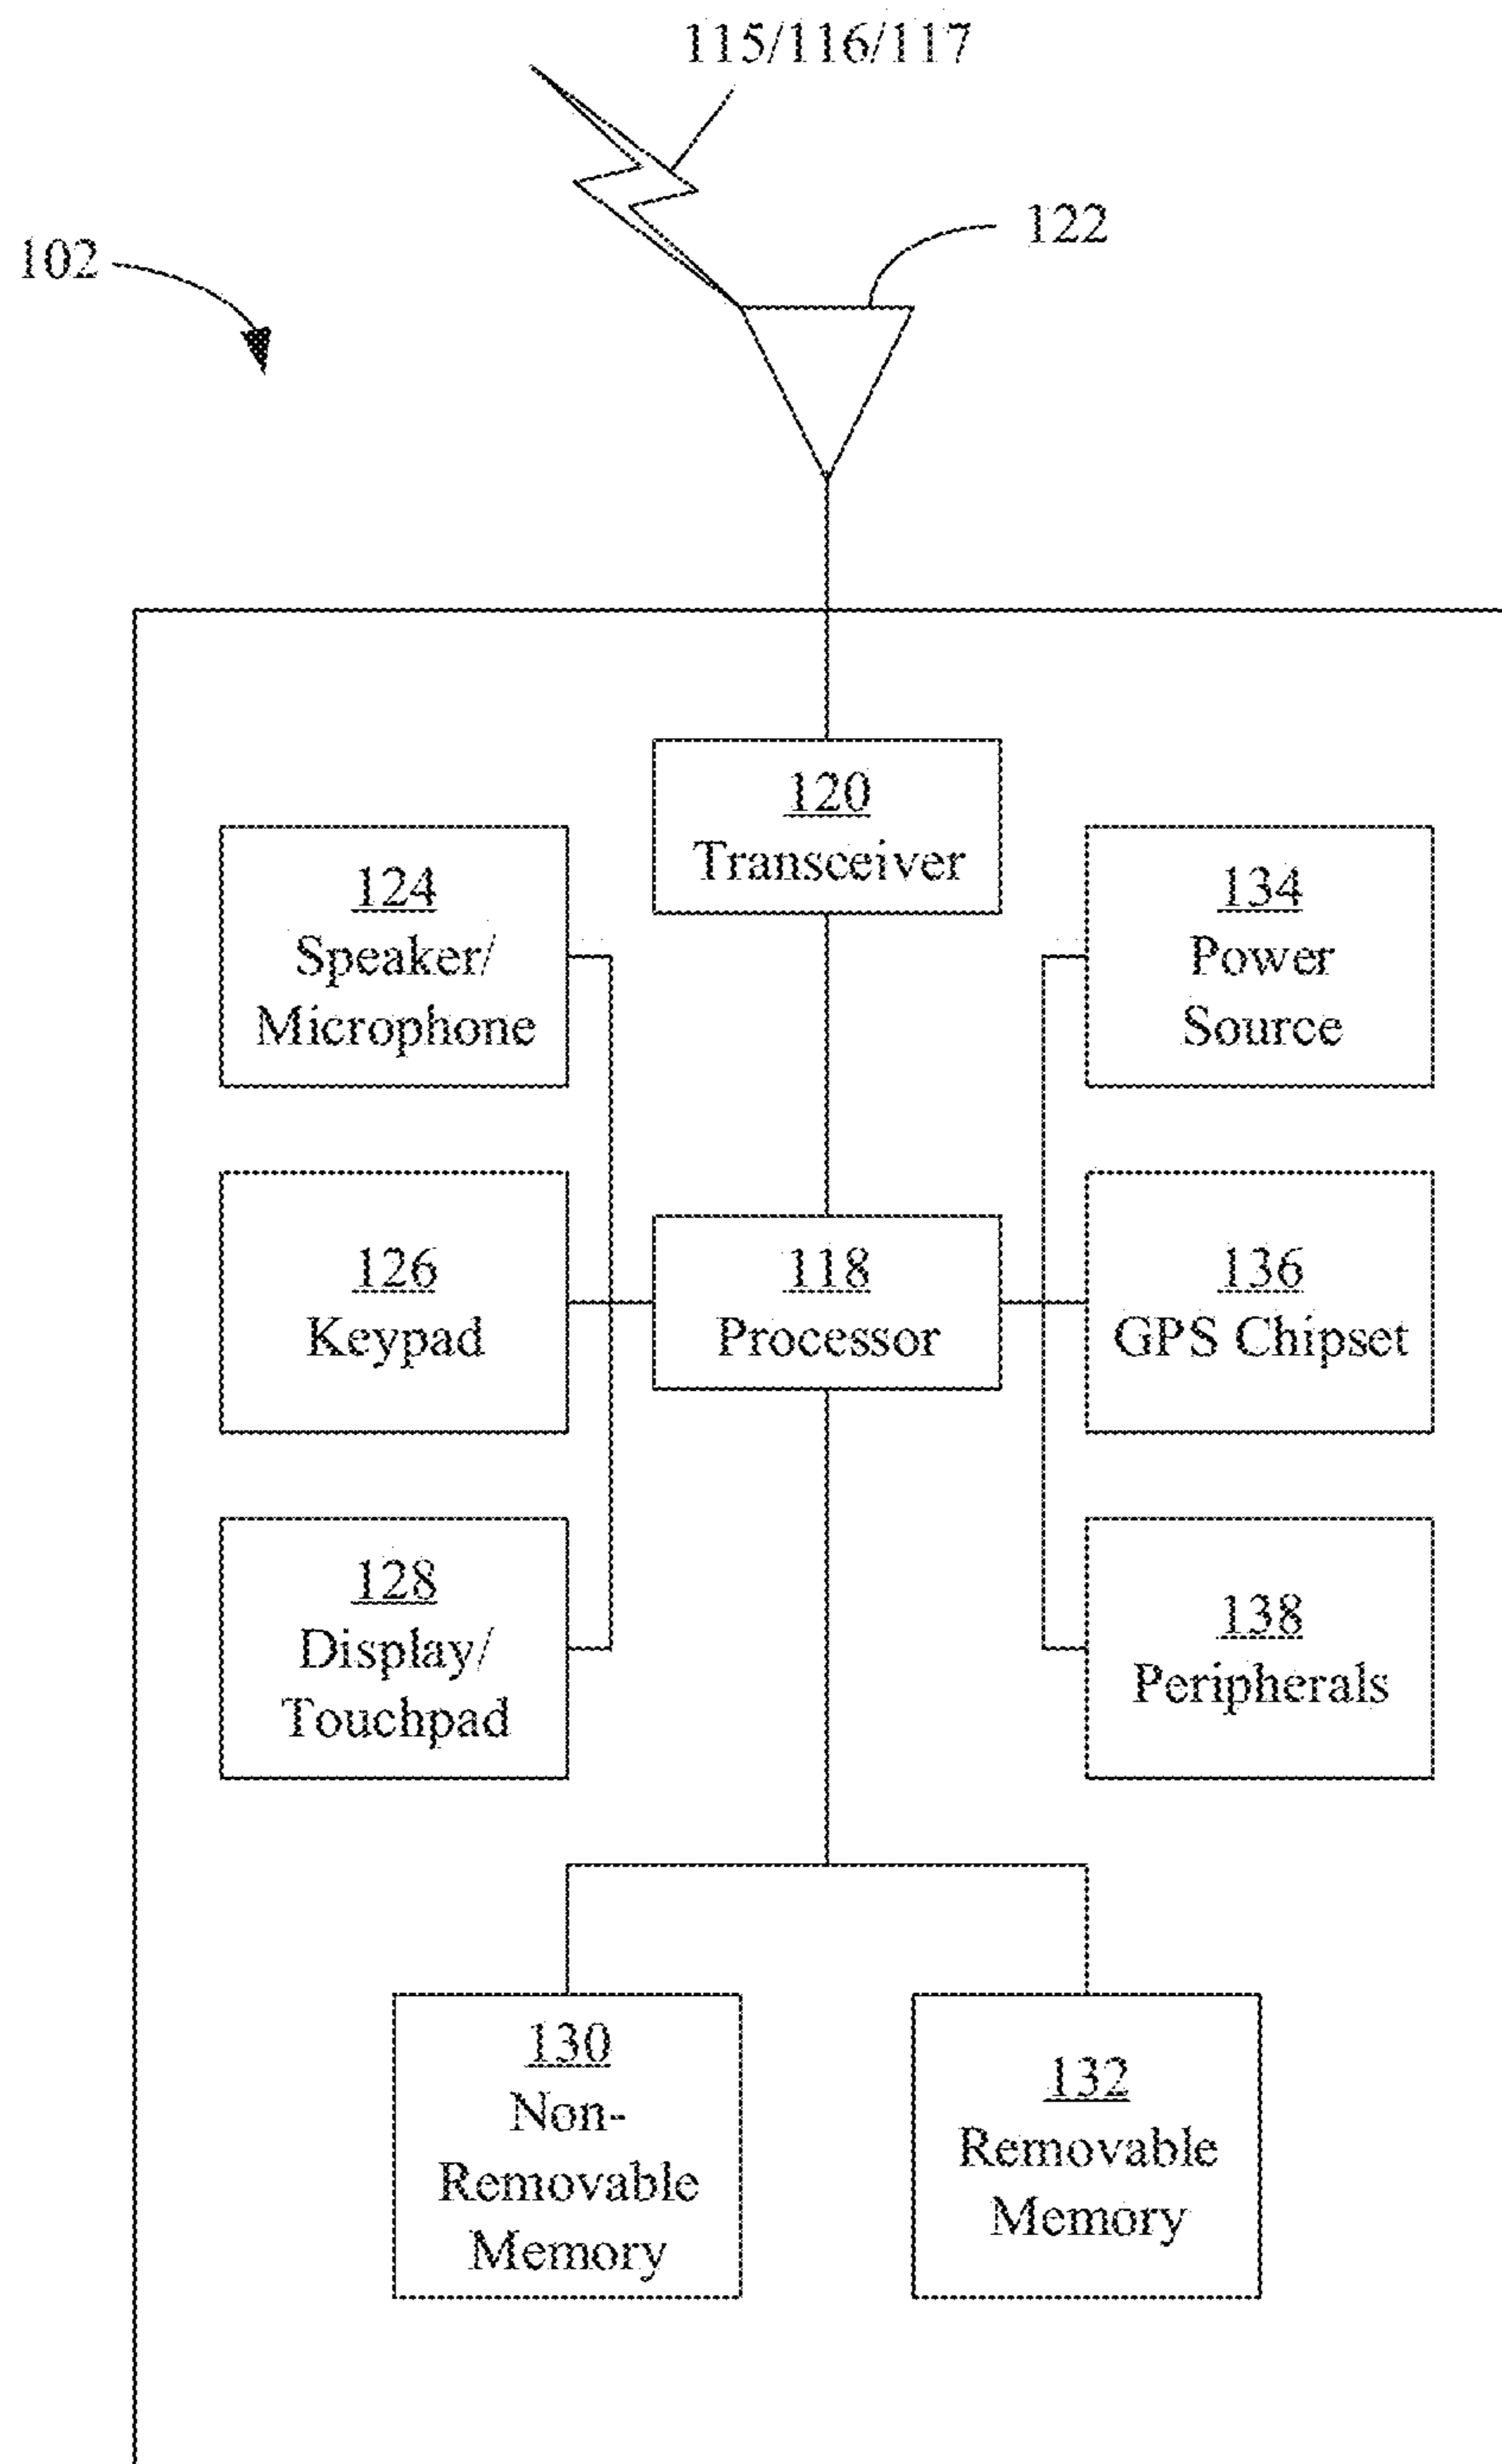 115/116/117
122
102
120
Transceiver
124
Speaker/
Microphone
134
Power
Source
126
Keypad
118
Processor
136
GPS Chipset
128
Display/
Touchpad
138
Peripherals
130
Non-
Removable
Memory
132
Removable
Memory